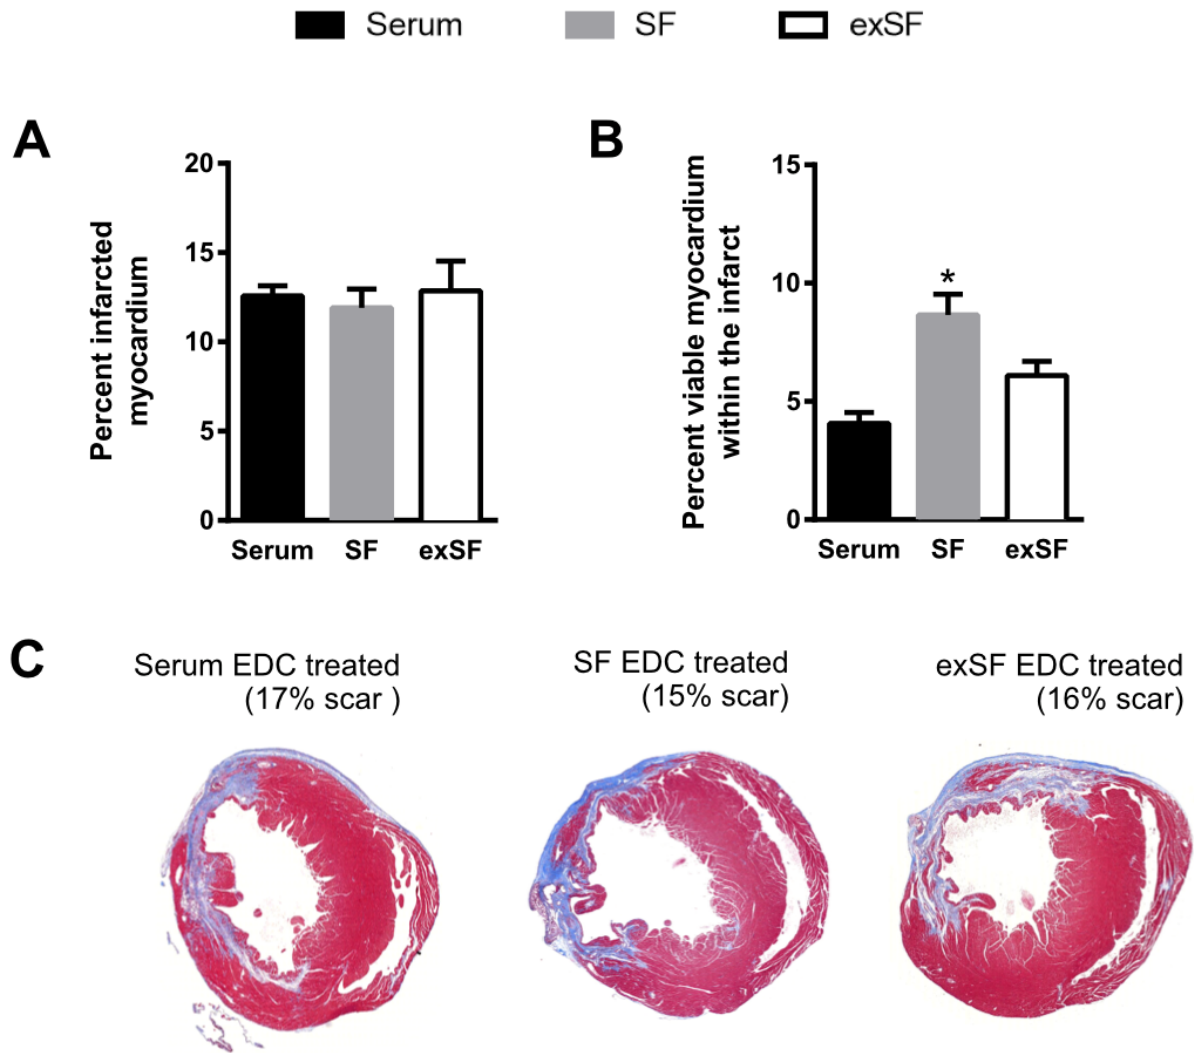 Serum SF exSF
A
20
15
10
5
0
Percent infarcted
myocardium
Serum SF exSF
B
15
10
5
0
Percent viable myocardium
within the infarct
*
Serum SF exSF
C
Serum EDC treated
(17% scar )
SF EDC treated
(15% scar)
exSF EDC treated
(16% scar)